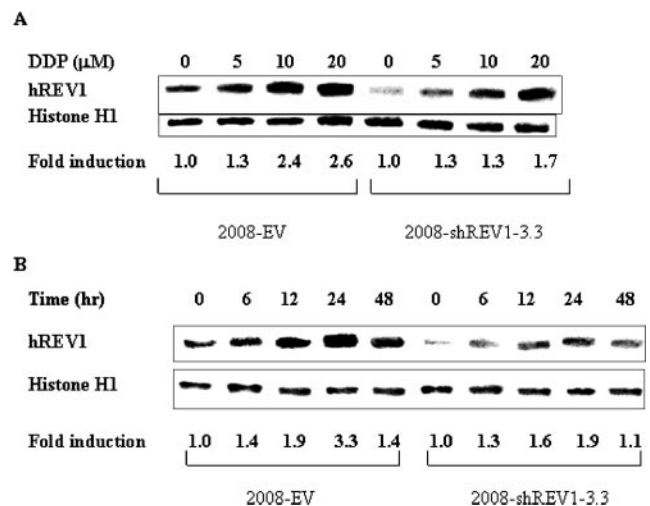 A
DDP (µM) 0 5 10 20 0 5 10 20
hREV1
Histone H1
Fold induction 1.0 1.3 2.4 2.6 1.0 1.3 1.3 1.7
2008-EV 2008-shREV1-3.3
B
Time (hr) 0 6 12 24 48 0 6 12 24 48
hREV1
Histone H1
Fold induction 1.0 1.4 1.9 3.3 1.4 1.0 1.3 1.6 1.9 1.1
2008-EV 2008-shREV1-3.3